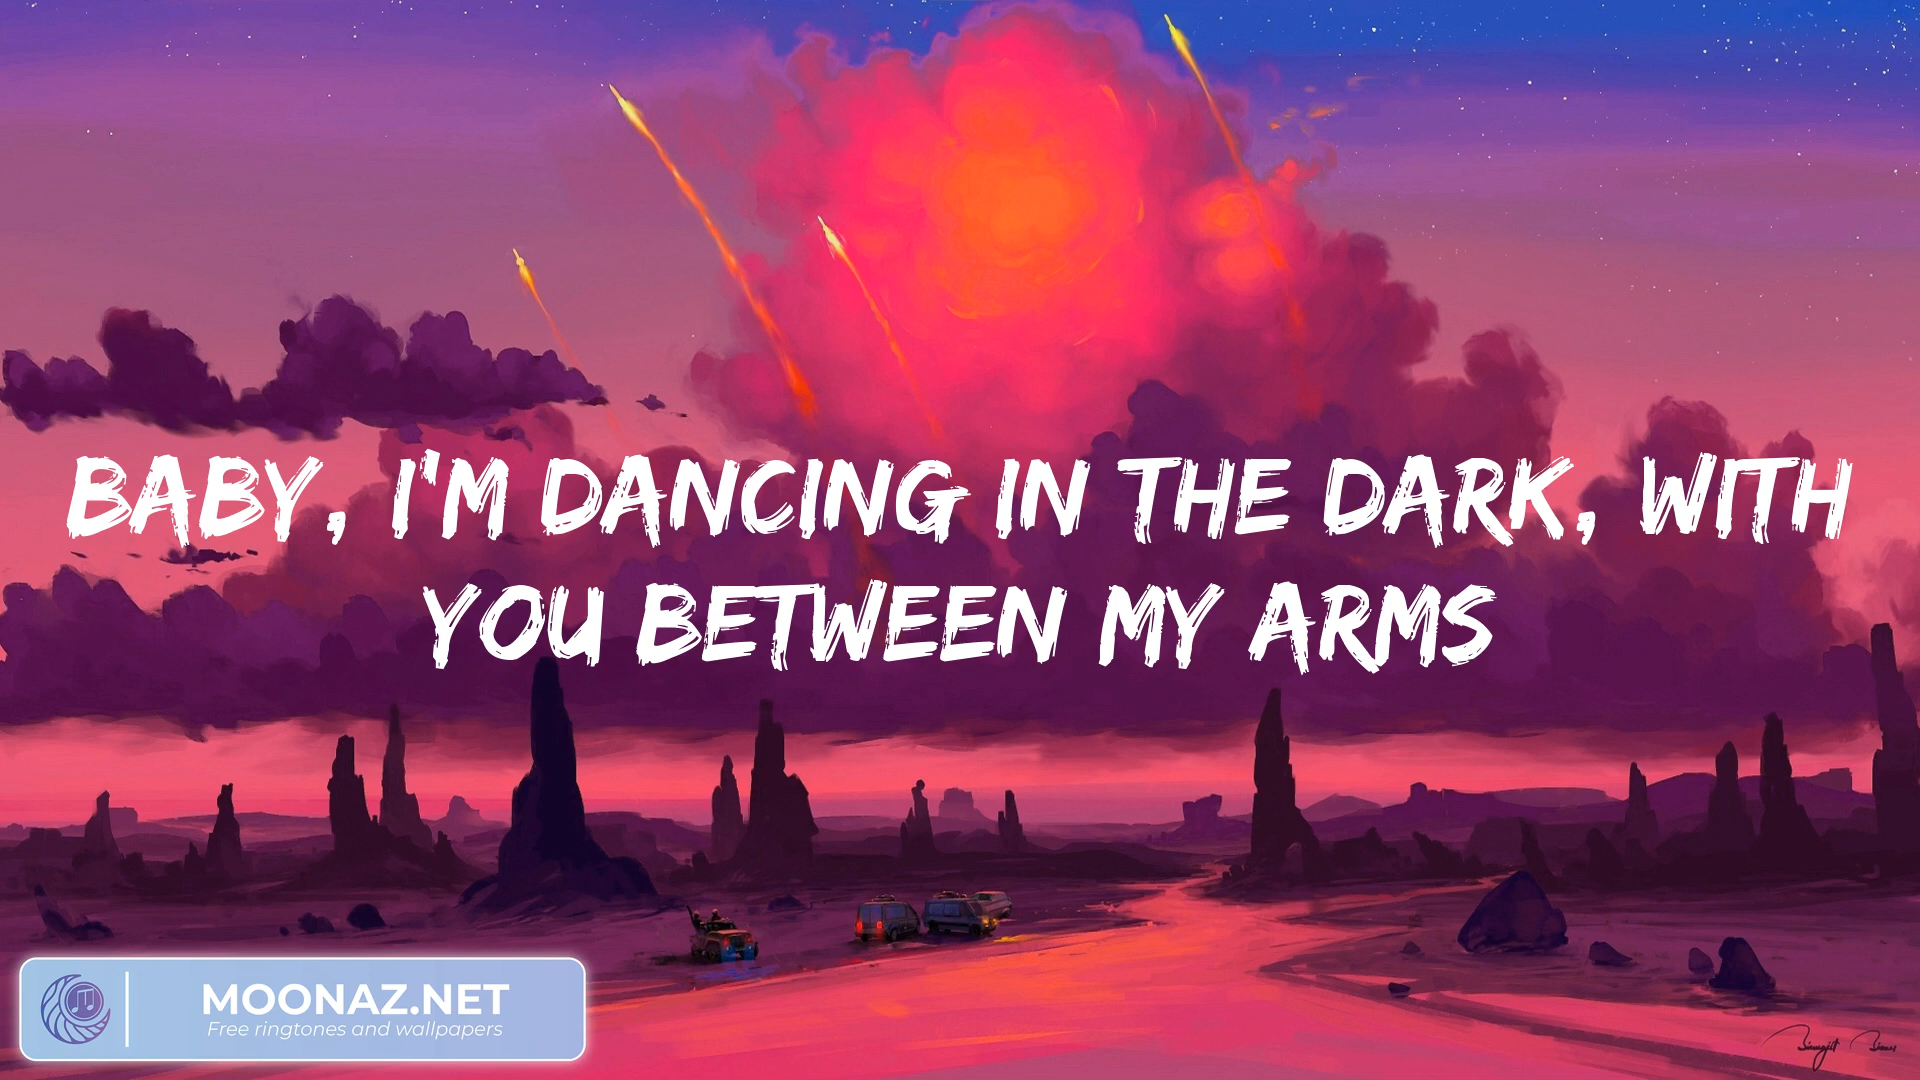 BABY, I'M DANCING IN THE DARK, WITH
YOU BETWEEN MY ARMS
MOONAZ.NET
Free ringtones and wallpapers